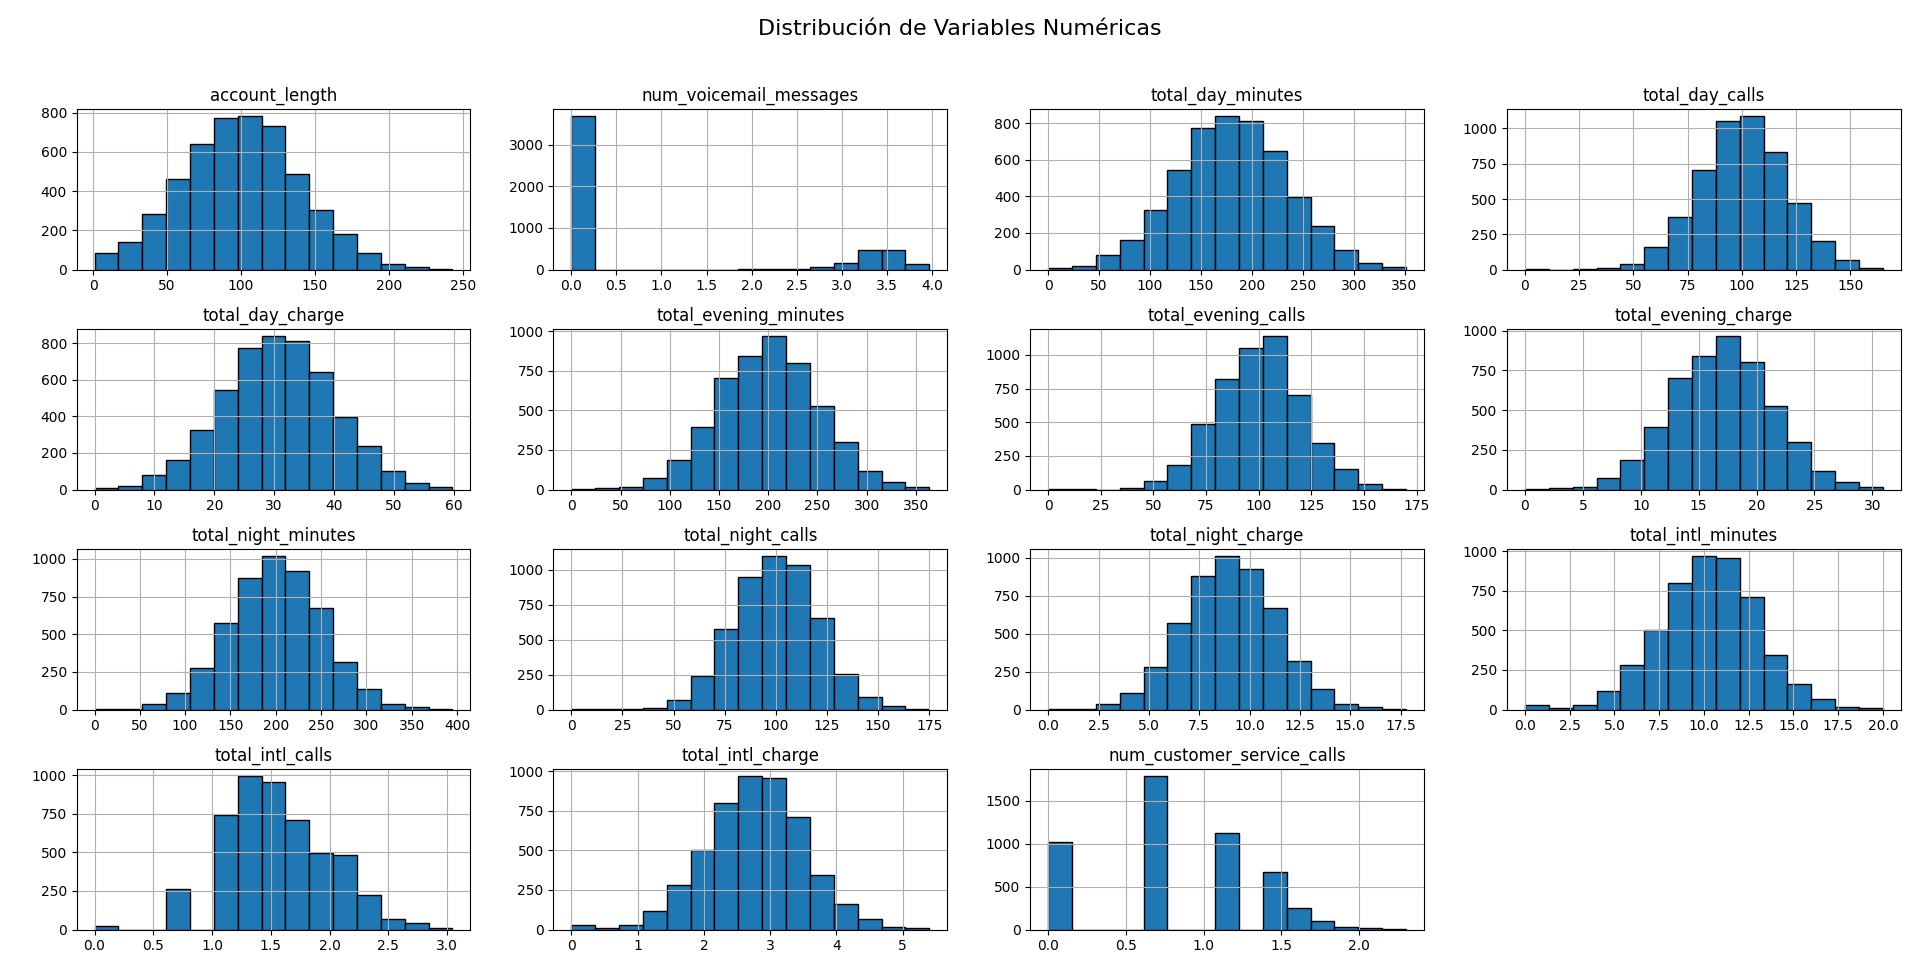 Distribución de Variables Numéricas
account_length
num_voicemail_messages
total_day_minutes
total_day_calls
800
600
400
200
0
0 50 100 150 200 250
3000
2000
1000
0
0.0 0.5 1.0 1.5 2.0 2.5 3.0 3.5 4.0
800
600
400
200
0
0 50 100 150 200 250 300 350
1000
750
500
250
0
0 25 50 75 100 125 150
total_day_charge
total_evening_minutes
total_evening_calls
total_evening_charge
800
600
400
200
0
0 10 20 30 40 50 60
1000
750
500
250
0
0 50 100 150 200 250 300 350
1000
750
500
250
0
0 25 50 75 100 125 150 175
1000
750
500
250
0
0 5 10 15 20 25 30
total_night_minutes
total_night_calls
total_night_charge
total_intl_minutes
1000
750
500
250
0
0 50 100 150 200 250 300 350 400
1000
750
500
250
0
0 25 50 75 100 125 150 175
1000
750
500
250
0
0.0 2.5 5.0 7.5 10.0 12.5 15.0 17.5
1000
750
500
250
0
0.0 2.5 5.0 7.5 10.0 12.5 15.0 17.5 20.0
total_intl_calls
total_intl_charge
num_customer_service_calls
1000
750
500
250
0
0.0 0.5 1.0 1.5 2.0 2.5 3.0
1000
750
500
250
0
0 1 2 3 4 5
1500
1000
500
0
0.0 0.5 1.0 1.5 2.0